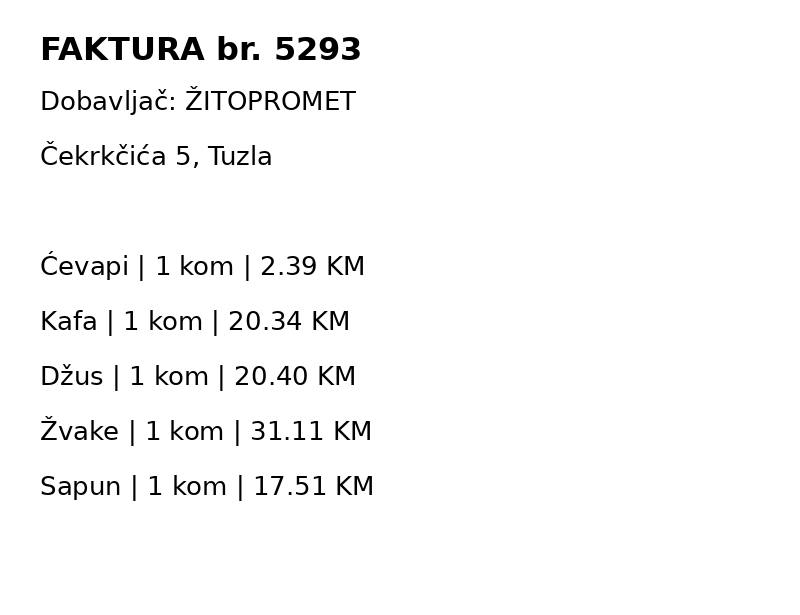 FAKTURA br. 5293
Dobavljač: ŽITOPROMET
Čekrkčića 5, Tuzla
Ćevapi | 1 kom | 2.39 KM
Kafa | 1 kom | 20.34 KM
Džus | 1 kom | 20.40 KM
Žvake | 1 kom | 31.11 KM
Sapun | 1 kom | 17.51 KM